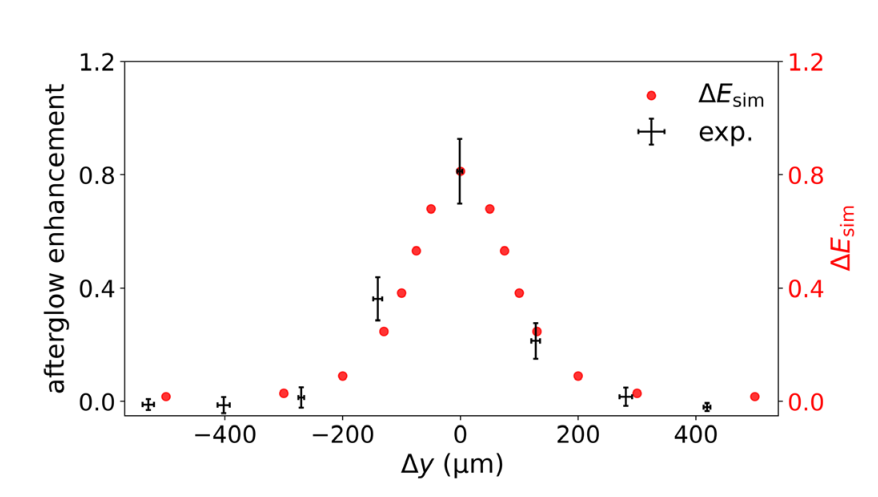 afterglow enhancement
1.2
0.8
0.4
0.0
ΔE_sim
exp.
1.2
0.8
0.4
0.0
ΔE_sim
−400
−200
0
200
400
Δy (μm)